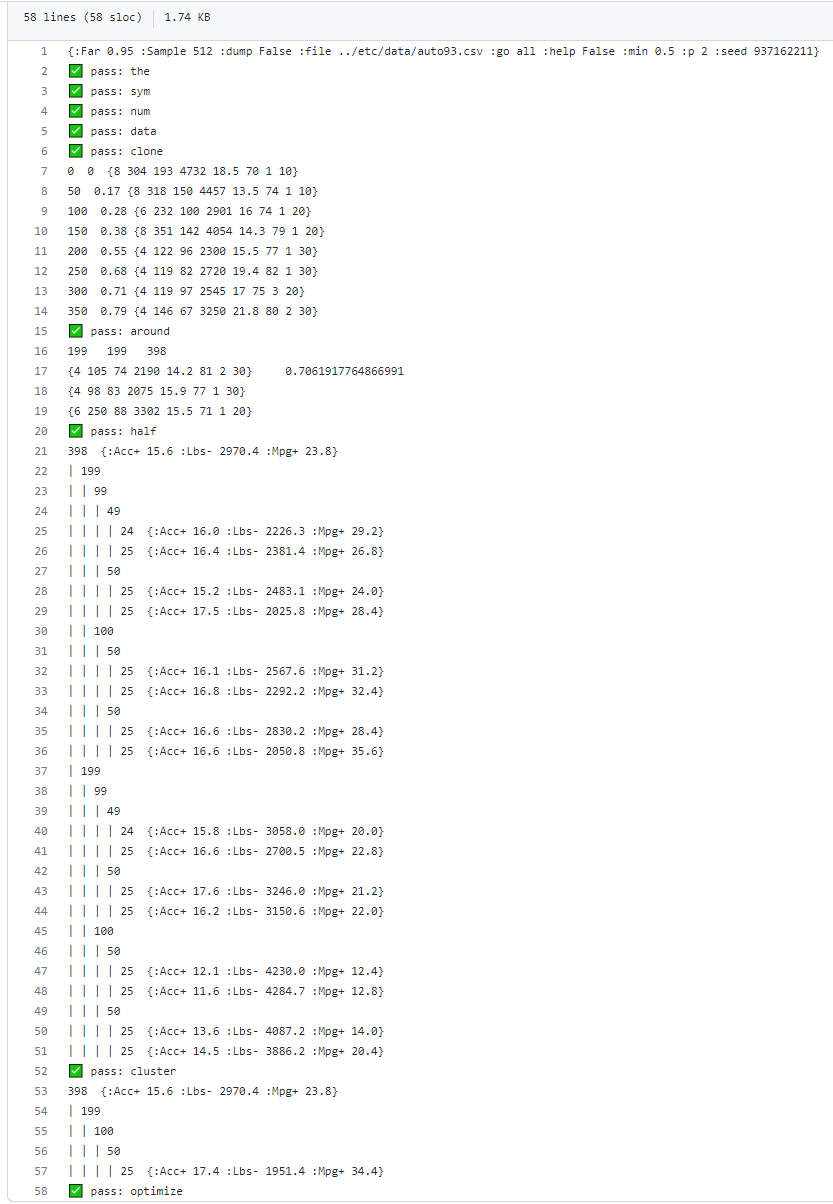 58 lines (58 sloc) 1.74 KB
1 {:Far 0.95 :Sample 512 :dump False :file ../etc/data/auto93.csv :go all :help False :min 0.5 :p 2 :seed 937162211}
2 ✅ pass: the
3 ✅ pass: sym
4 ✅ pass: num
5 ✅ pass: data
6 ✅ pass: clone
7 0  0  {8 304 193 4732 18.5 70 1 10}
8 50  0.17 {8 318 150 4457 13.5 74 1 10}
9 100  0.28 {6 232 100 2901 16 74 1 20}
10 150  0.38 {8 351 142 4054 14.3 79 1 20}
11 200  0.55 {4 122 96 2300 15.5 77 1 30}
12 250  0.68 {4 119 82 2720 19.4 82 1 30}
13 300  0.71 {4 119 97 2545 17 75 3 20}
14 350  0.79 {4 146 67 3250 21.8 80 2 30}
15 ✅ pass: around
16 199   199   398
17 {4 105 74 2190 14.2 81 2 30}     0.7061917764866991
18 {4 98 83 2075 15.9 77 1 30}
19 {6 250 88 3302 15.5 71 1 20}
20 ✅ pass: half
21 398  {:Acc+ 15.6 :Lbs- 2970.4 :Mpg+ 23.8}
22 | 199
23 | | 99
24 | | | 49
25 | | | | 24  {:Acc+ 16.0 :Lbs- 2226.3 :Mpg+ 29.2}
26 | | | | 25  {:Acc+ 16.4 :Lbs- 2381.4 :Mpg+ 26.8}
27 | | | 50
28 | | | | 25  {:Acc+ 15.2 :Lbs- 2483.1 :Mpg+ 24.0}
29 | | | | 25  {:Acc+ 17.5 :Lbs- 2025.8 :Mpg+ 28.4}
30 | | 100
31 | | | 50
32 | | | | 25  {:Acc+ 16.1 :Lbs- 2567.6 :Mpg+ 31.2}
33 | | | | 25  {:Acc+ 16.8 :Lbs- 2292.2 :Mpg+ 32.4}
34 | | | 50
35 | | | | 25  {:Acc+ 16.6 :Lbs- 2830.2 :Mpg+ 28.4}
36 | | | | 25  {:Acc+ 16.6 :Lbs- 2050.8 :Mpg+ 35.6}
37 | 199
38 | | 99
39 | | | 49
40 | | | | 24  {:Acc+ 15.8 :Lbs- 3058.0 :Mpg+ 20.0}
41 | | | | 25  {:Acc+ 16.6 :Lbs- 2700.5 :Mpg+ 22.8}
42 | | | 50
43 | | | | 25  {:Acc+ 17.6 :Lbs- 3246.0 :Mpg+ 21.2}
44 | | | | 25  {:Acc+ 16.2 :Lbs- 3150.6 :Mpg+ 22.0}
45 | | 100
46 | | | 50
47 | | | | 25  {:Acc+ 12.1 :Lbs- 4230.0 :Mpg+ 12.4}
48 | | | | 25  {:Acc+ 11.6 :Lbs- 4284.7 :Mpg+ 12.8}
49 | | | 50
50 | | | | 25  {:Acc+ 13.6 :Lbs- 4087.2 :Mpg+ 14.0}
51 | | | | 25  {:Acc+ 14.5 :Lbs- 3886.2 :Mpg+ 20.4}
52 ✅ pass: cluster
53 398  {:Acc+ 15.6 :Lbs- 2970.4 :Mpg+ 23.8}
54 | 199
55 | | 100
56 | | | 50
57 | | | | 25  {:Acc+ 17.4 :Lbs- 1951.4 :Mpg+ 34.4}
58 ✅ pass: optimize